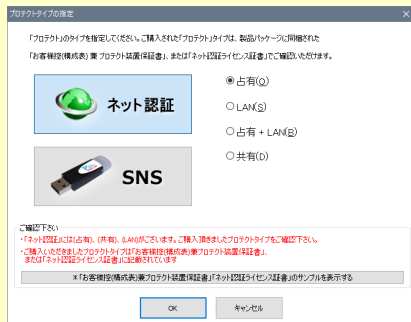 プロテクトタイプの指定
「プロテクト」のタイプを指定してください。ご購入された「プロテクト」タイプは、製品パッケージに同梱された
「お客様控(構成表) 兼 プロテクト装置保証書」、または「ネット認証ライセンス証書」でご確認いただけます。
ネット認証
SNS
占有(O)
LAN(S)
占有 + LAN(B)
共有(D)
ご確認下さい
・「ネット認証」には(占有)、(共有)、(LAN)がございます。ご購入頂きましたプロテクトタイプをご確認下さい。
・ご購入いただきましたプロテクトタイプは「お客様控(構成表)兼プロテクト装置保証書」、
または「ネット認証ライセンス証書」に記載されています
*「お客様控(構成表)兼プロテクト装置保証書」「ネット認証ライセンス証書」のサンプルを表示する
OK
キャンセル